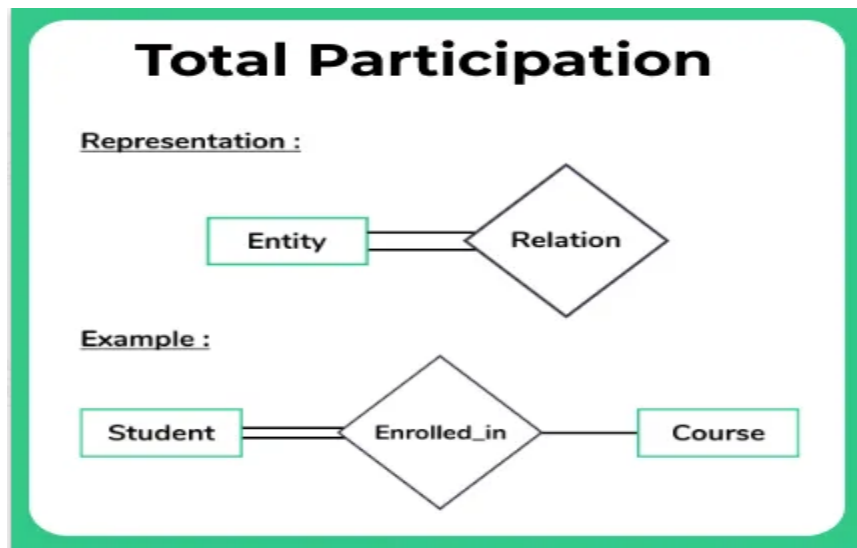 Total Participation
Representation :
Entity
Relation
Example :
Student
Enrolled_in
Course